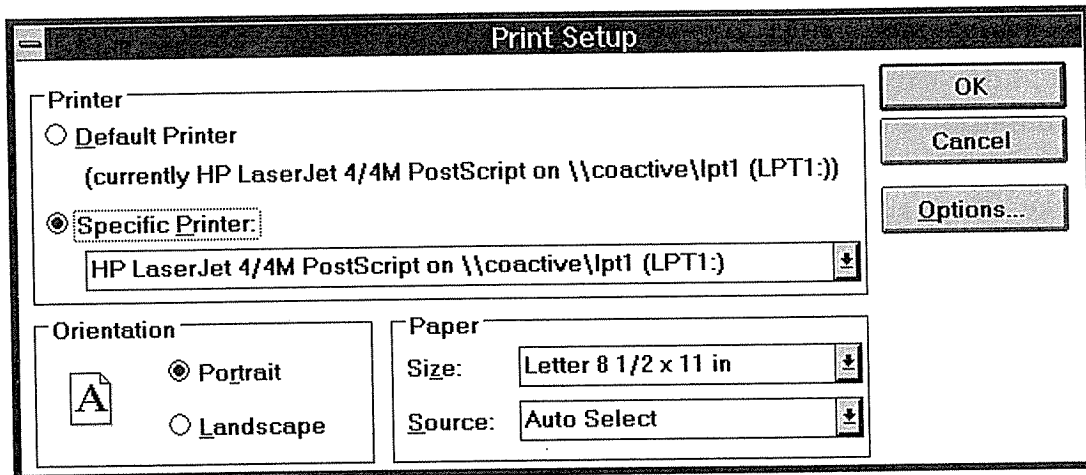 Print Setup
Printer
Default Printer
(currently HP LaserJet 4/4M PostScript on \\coactive\lpt1 (LPT1:))
Specific Printer:
HP LaserJet 4/4M PostScript on \\coactive\lpt1 (LPT1:)
OK
Cancel
Options...
Orientation
A
Portrait
Landscape
Paper
Size:
Letter 8 1/2 x 11 in
Source:
Auto Select